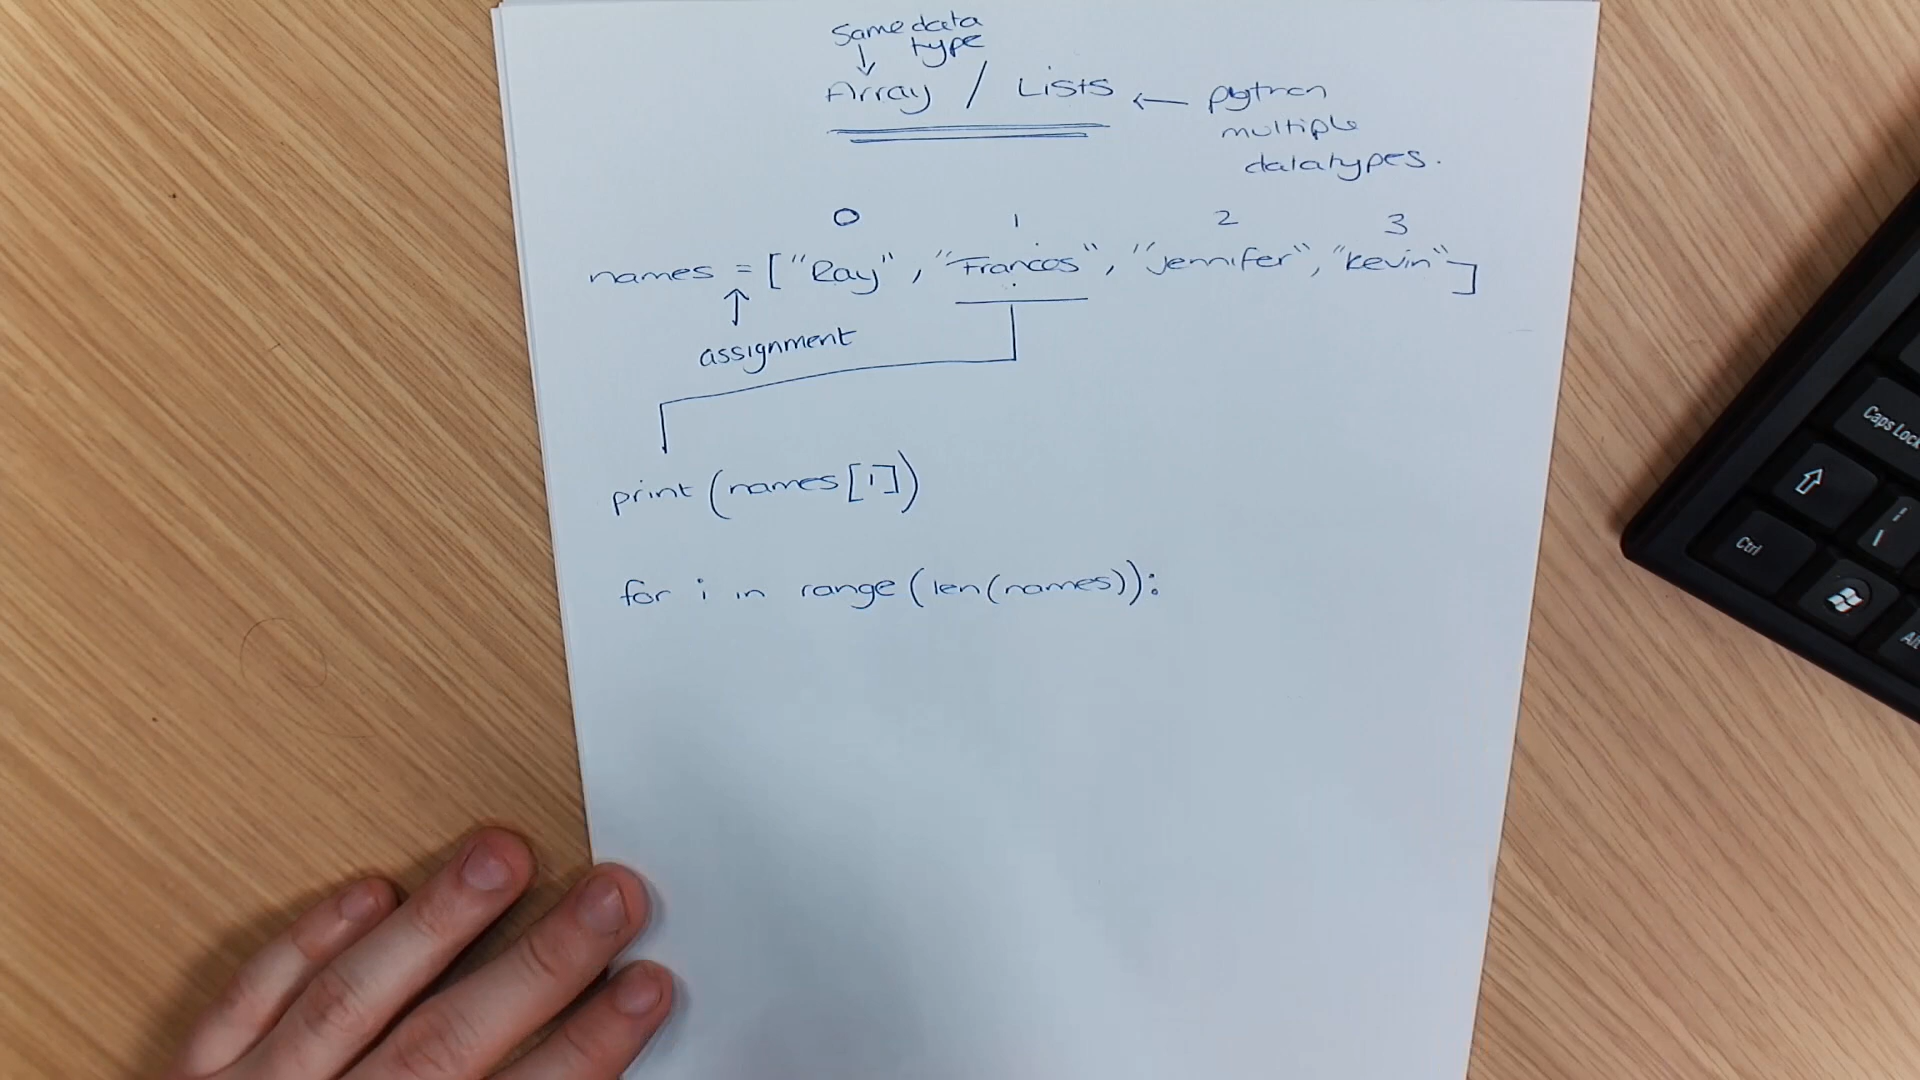 Same data
type
↓
Array / Lists ← python
multiple
datatypes.
0 1 2 3
names = ["Ray", "Francos", "Jennifer", "Kevin"]
↑
assignment
print (names [1])
for i in range (len(names)):
Caps Lock
Ctrl
Alt